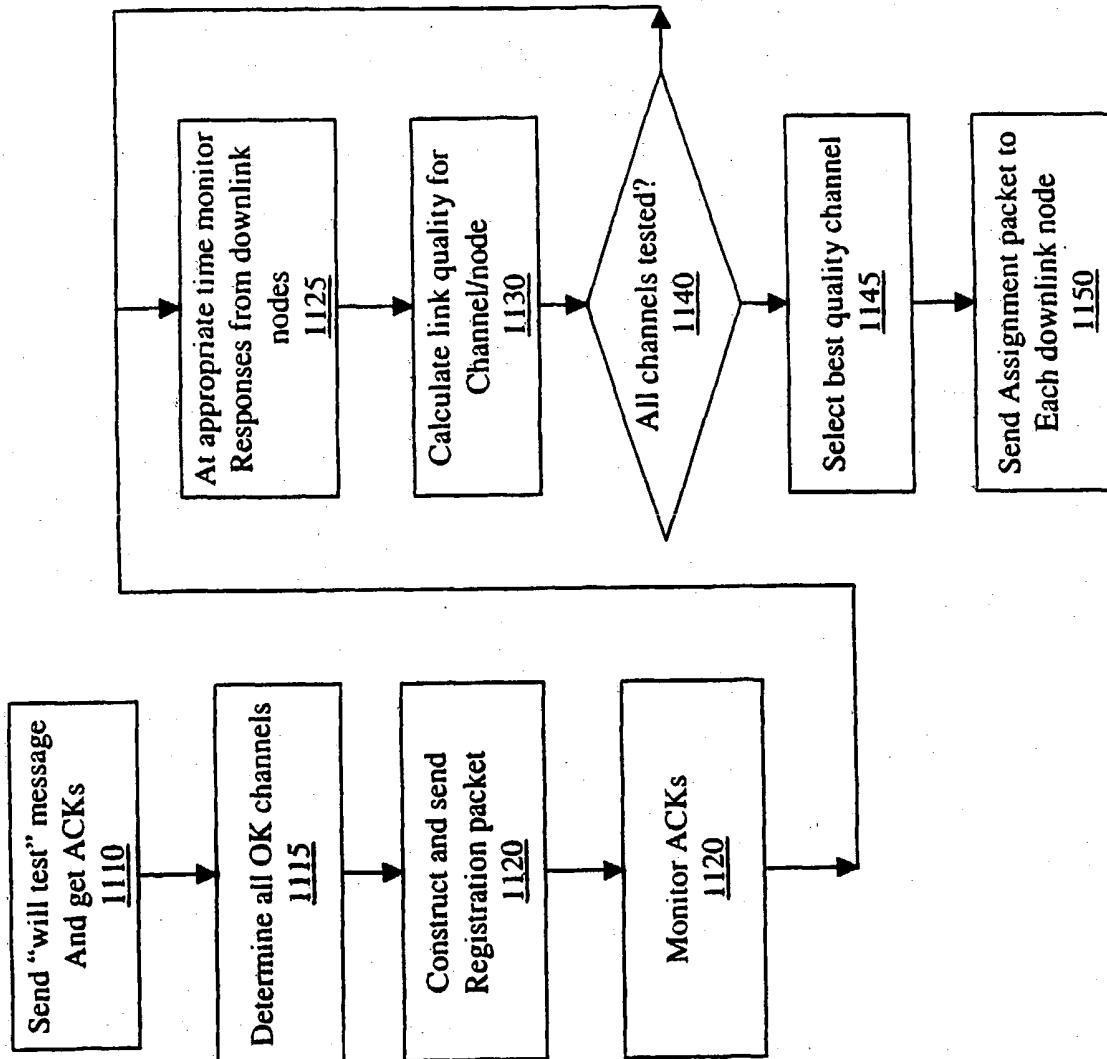 Send “will test” message
And get ACKs
1110
Determine all OK channels
1115
Construct and send
Registration packet
1120
Monitor ACKs
1120
At appropriate time monitor
Responses from downlink
nodes
1125
Calculate link quality for
Channel/node
1130
All channels tested?
1140
Select best quality channel
1145
Send Assignment packet to
Each downlink node
1150